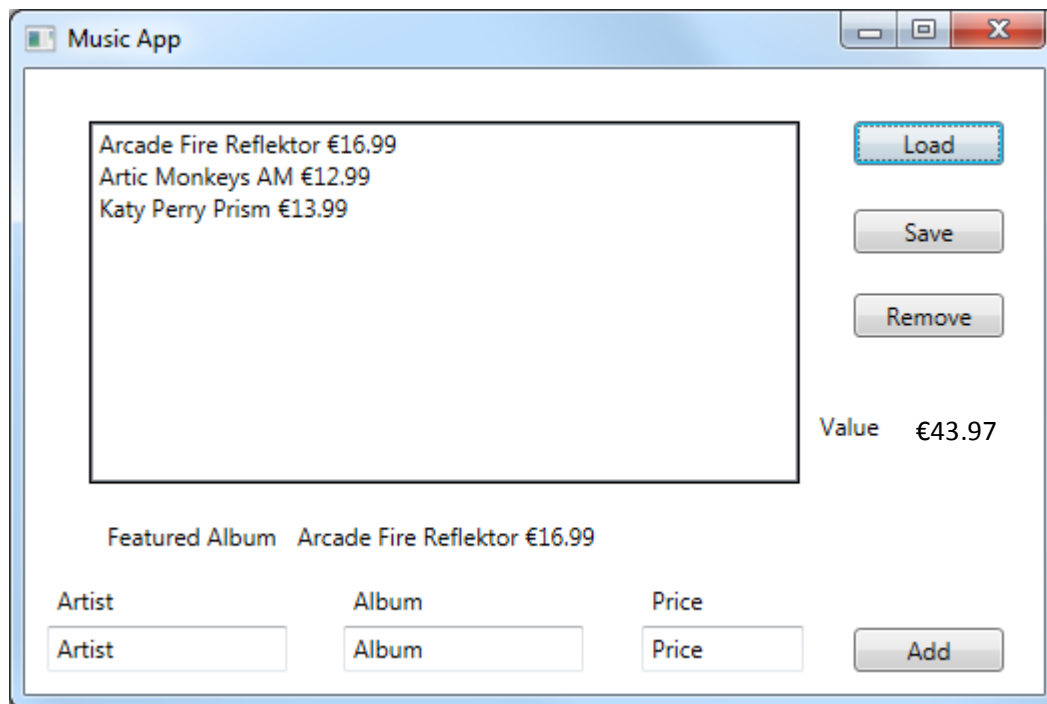 Music App
Arcade Fire Reflektor €16.99
Artic Monkeys AM €12.99
Katy Perry Prism €13.99
Load
Save
Remove
Value €43.97
Featured Album Arcade Fire Reflektor €16.99
Artist Album Price
Artist Album Price Add